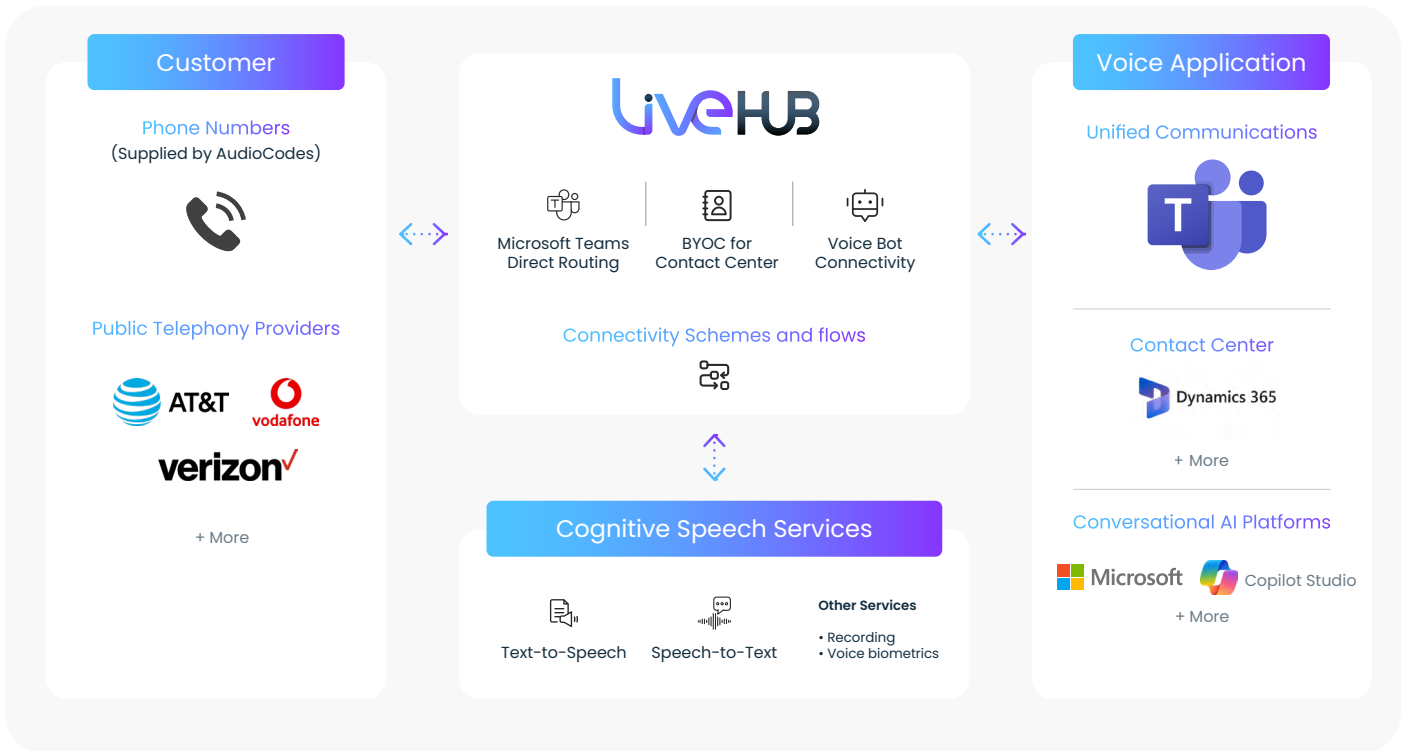 Customer
Phone Numbers
(Supplied by AudioCodes)
Public Telephony Providers
AT&T
vodafone
verizon
+ More
LiveHUB
T
Microsoft Teams
Direct Routing
BYOC for
Contact Center
Voice Bot
Connectivity
Connectivity Schemes and flows
Cognitive Speech Services
Text-to-Speech
Speech-to-Text
Other Services
• Recording
• Voice biometrics
Voice Application
Unified Communications
T
Contact Center
Dynamics 365
+ More
Conversational AI Platforms
Microsoft
Copilot Studio
+ More